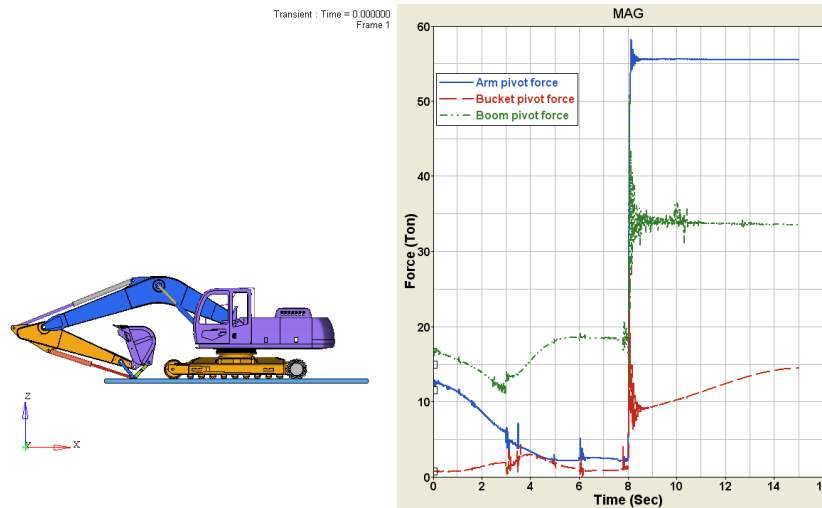 Transient : Time = 0.000000
Frame 1
Z
Y
X
MAG
60
50
40
30
20
10
0
Arm pivot force
Bucket pivot force
Boom pivot force
Force (Ton)
0 2 4 6 8 10 12 14 16
Time (Sec)